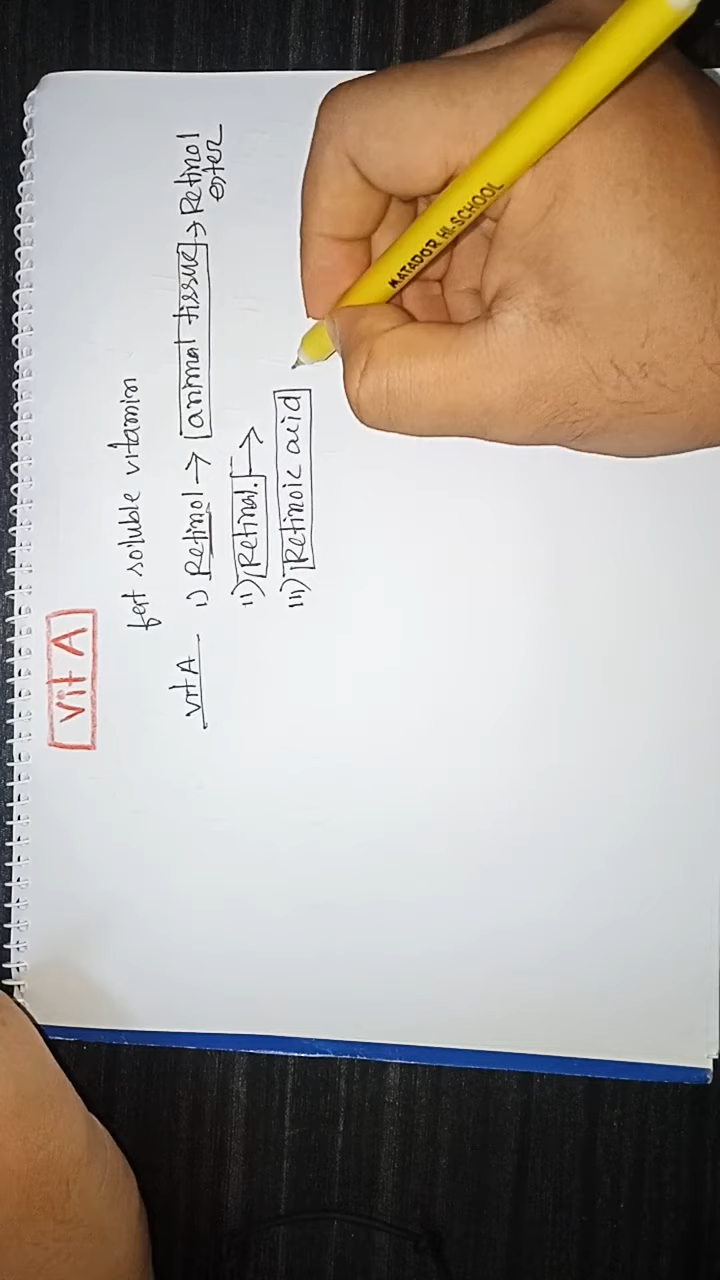 Vit A
fat soluble vitamin
vit A i) Retinol → animal tissue → Retinol
ester
ii) Retinal. →
iii) Retinoic acid
MATADOR HI-SCHOOL